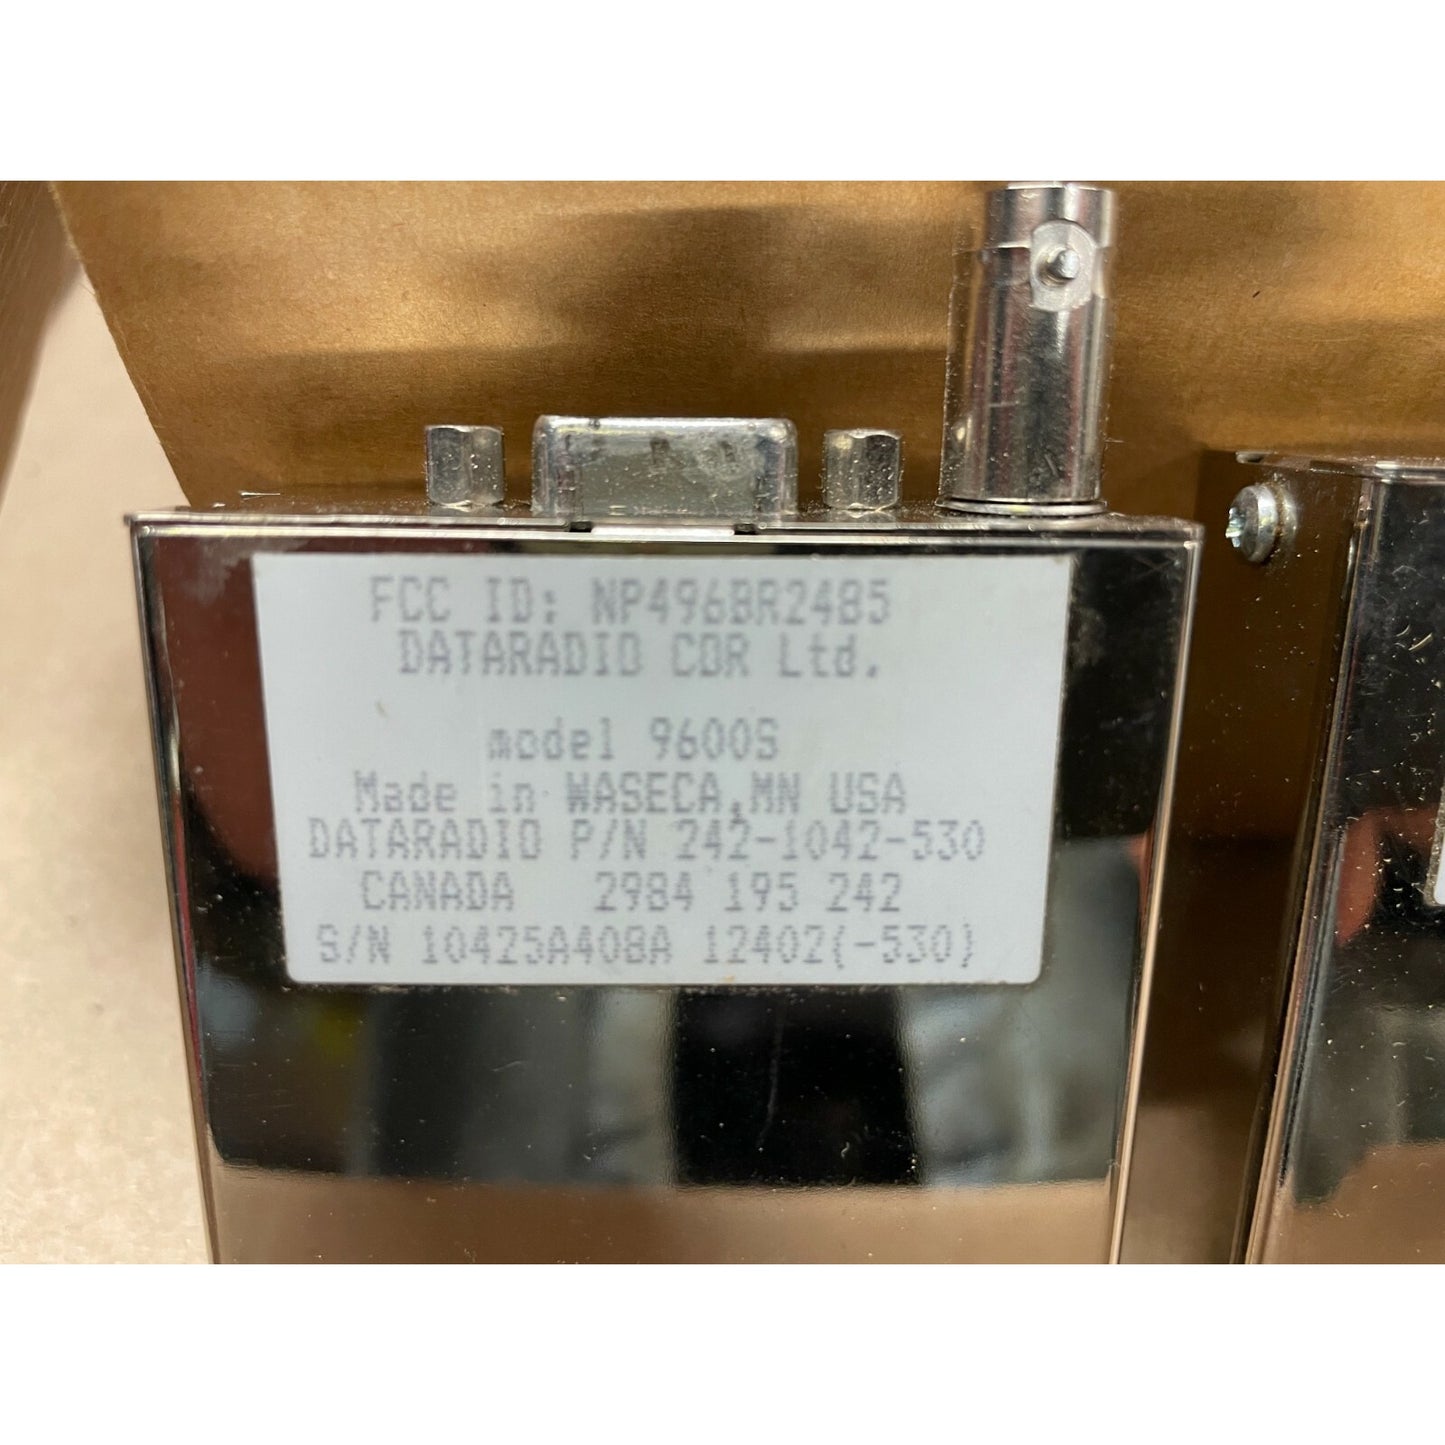 FCC ID: NP496BR2485
DATARADIO COR Ltd.
model 9600S
Made in WASECA,MN USA
DATARADIO P/N 242-1042-530
CANADA 2984 195 242
S/N 10425A408A 12402(-530)